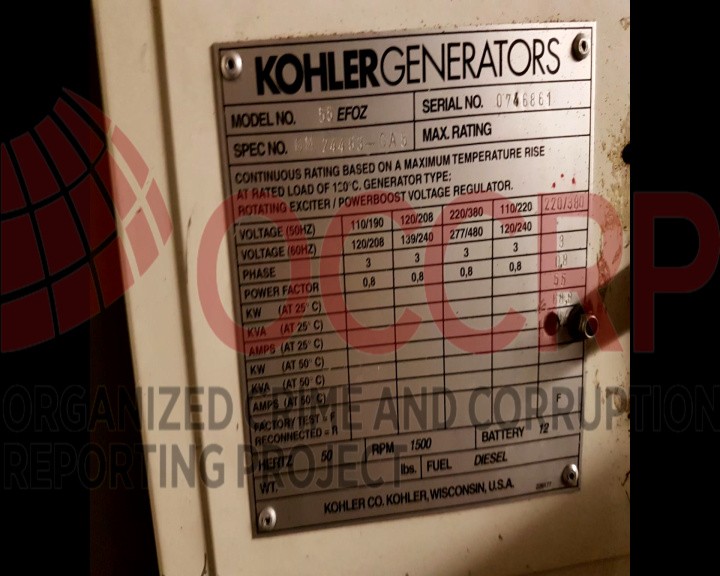 KOHLERGENERATORS
MODEL NO. 55 EFOZ SERIAL NO. 0746861
SPEC NO. MAX. RATING
CONTINUOUS RATING BASED ON A MAXIMUM TEMPERATURE RISE
AT RATED LOAD OF °C. GENERATOR TYPE:
ROTATING EXCITER / POWERBOOST VOLTAGE REGULATOR.
VOLTAGE (50HZ) 110/190 120/208 220/380 110/220 220/380
VOLTAGE (60HZ) 120/208 139/240 277/480 120/240
PHASE 3 3 3 3 3
POWER FACTOR 0,8 0,8 0,8 0,8 0,8
KW (AT 25°C) 55
KVA (AT 25°C)
AMPS (AT 25°C)
KW (AT 50°C)
KVA (AT 50°C)
AMPS (AT 50°C)
FACTORY TEST = F F
RECONNECTED = R
HERTZ 50 RPM 1500 BATTERY 12
WT. lbs. FUEL DIESEL
KOHLER CO. KOHLER, WISCONSIN, U.S.A.
OCCRP
ORGANIZED CRIME AND CORRUPTION
REPORTING PROJECT